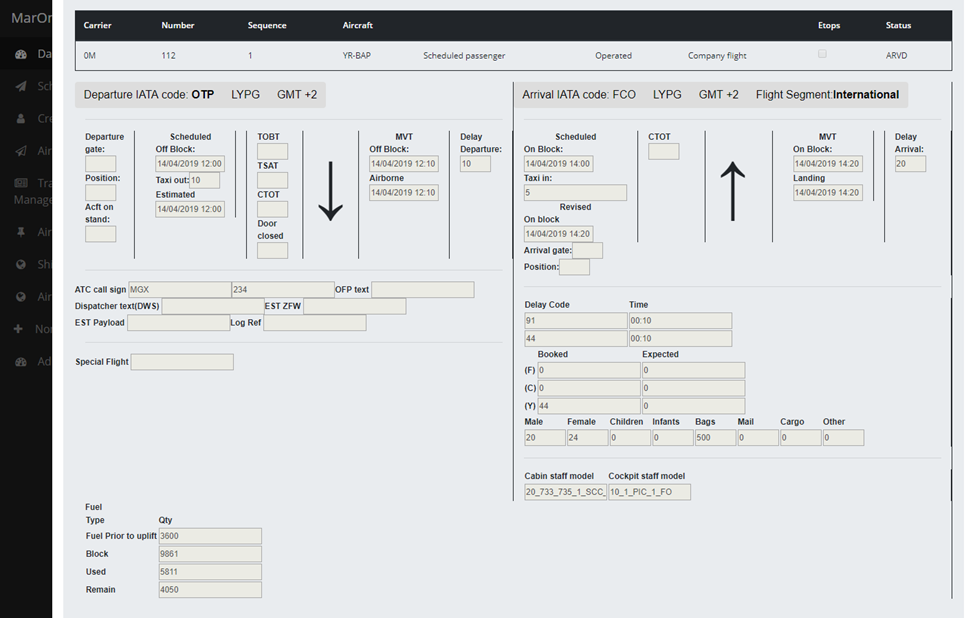 MarOr
Da
Sch
Cre
Air
Tra
Manage
Air
Shi
Air
Nor
Ad
Carrier Number Sequence Aircraft Etops Status
0M 112 1 YR-BAP Scheduled passenger Operated Company flight ARVD
Departure IATA code: OTP LYPG GMT +2
Arrival IATA code: FCO LYPG GMT +2 Flight Segment:International
Departure gate:
Position:
Acft on stand:
Scheduled
Off Block:
14/04/2019 12:00
Taxi out: 10
Estimated
14/04/2019 12:00
TOBT
TSAT
CTOT
Door closed
MVT
Off Block:
14/04/2019 12:10
Airborne
14/04/2019 12:10
Delay Departure:
10
Scheduled
On Block:
14/04/2019 14:00
Taxi in:
5
Revised
On block
14/04/2019 14:20
Arrival gate:
Position:
CTOT
MVT
On Block:
14/04/2019 14:20
Landing
14/04/2019 14:20
Delay Arrival:
20
ATC call sign MGX 234 OFP text
Dispatcher text(DWS) EST ZFW
EST Payload Log Ref
Special Flight
Delay Code Time
91 00:10
44 00:10
Booked Expected
(F) 0 0
(C) 0 0
(Y) 44 0
Male Female Children Infants Bags Mail Cargo Other
20 24 0 0 500 0 0 0
Cabin staff model Cockpit staff model
20_733_735_1_SCC_ 10_1_PIC_1_FO
Fuel
Type Qty
Fuel Prior to uplift 3600
Block 9861
Used 5811
Remain 4050